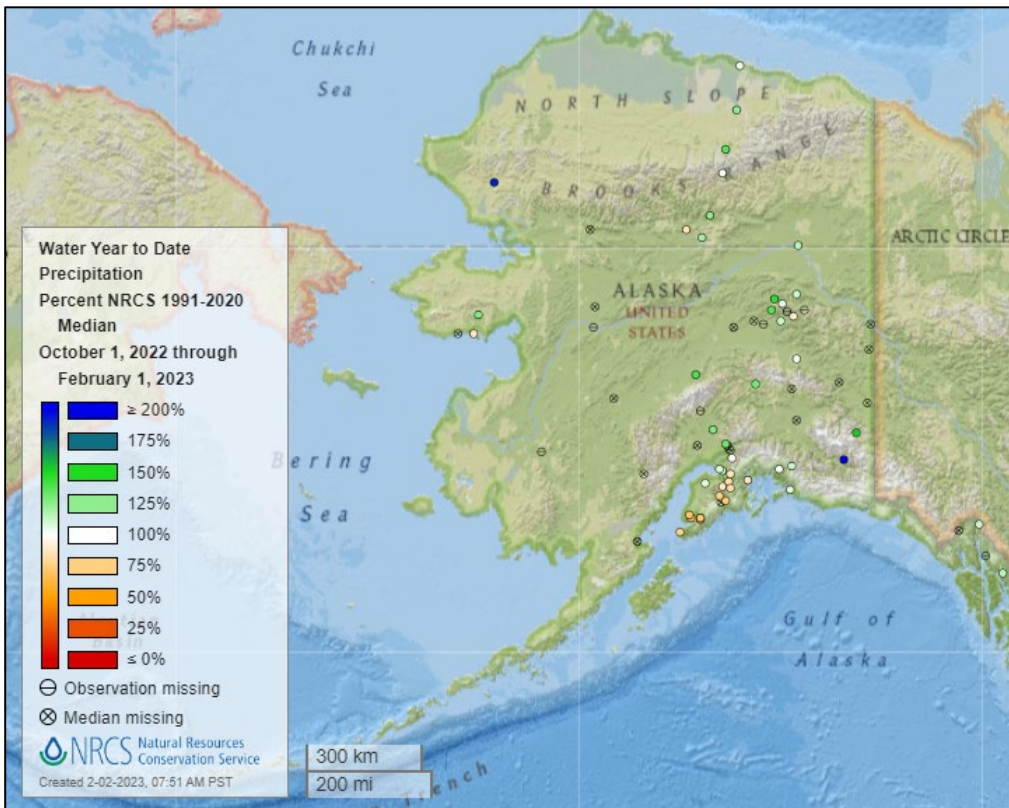 Chukchi
Sea
NORTH SLOPE
BROOKS RANGE
ARCTIC CIRCLE
ALASKA
UNITED
STATES
Bering
Sea
Gulf of
Alaska
Trench
Water Year to Date
Precipitation
Percent NRCS 1991-2020
Median
October 1, 2022 through
February 1, 2023
≥ 200%
175%
150%
125%
100%
75%
50%
25%
≤ 0%
Observation missing
Median missing
NRCS Natural Resources
Conservation Service
Created 2-02-2023, 07:51 AM PST
300 km
200 mi